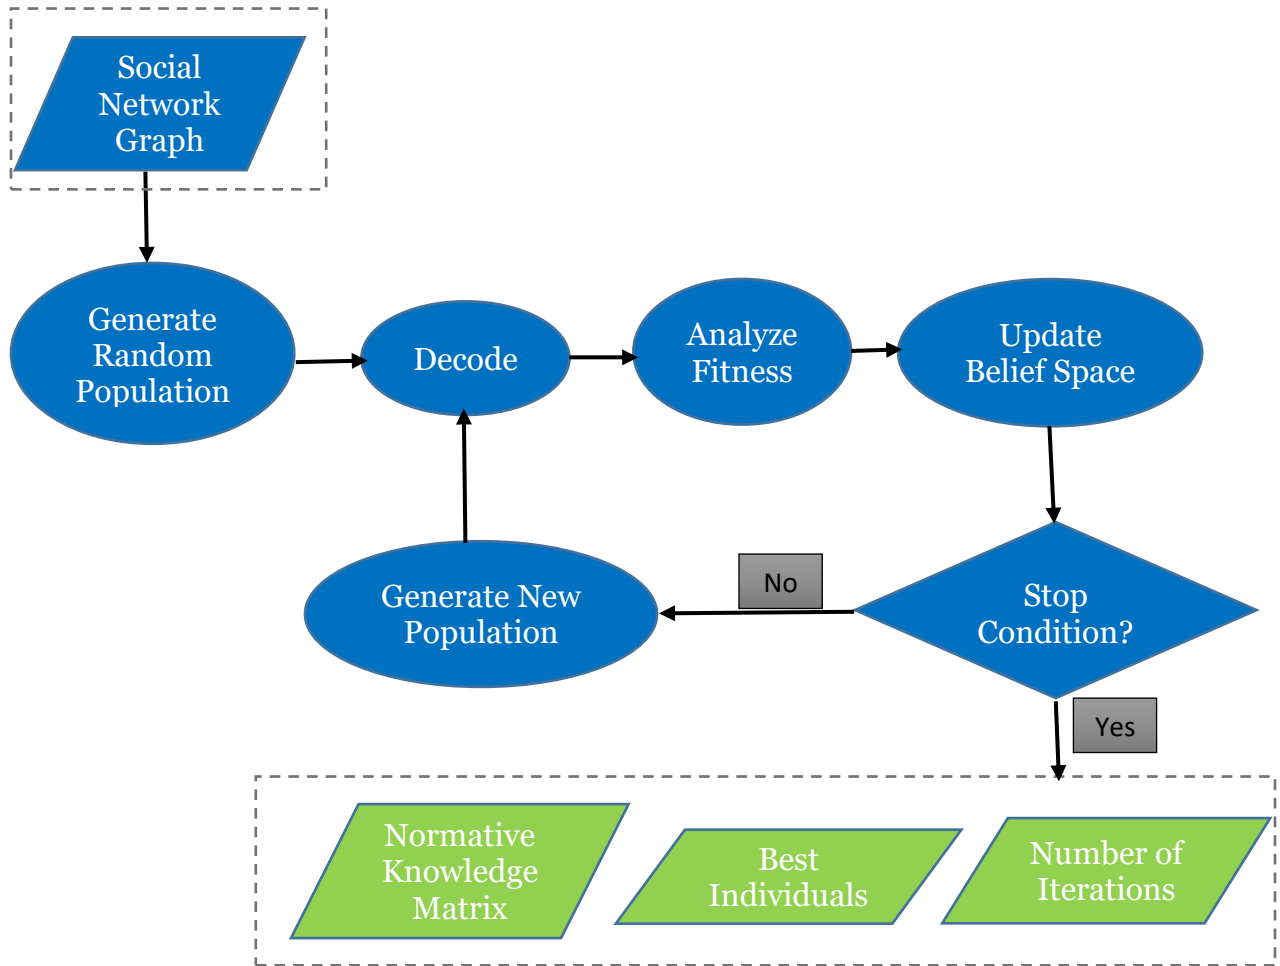 Social
Network
Graph
Generate
Random
Population
Decode
Analyze
Fitness
Update
Belief Space
Generate New
Population
No
Stop
Condition?
Yes
Normative
Knowledge
Matrix
Best
Individuals
Number of
Iterations